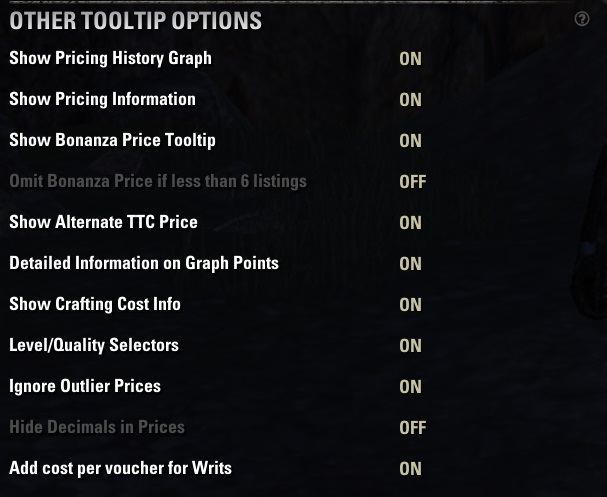 OTHER TOOLTIP OPTIONS ?
Show Pricing History Graph ON
Show Pricing Information ON
Show Bonanza Price Tooltip ON
Omit Bonanza Price if less than 6 listings OFF
Show Alternate TTC Price ON
Detailed Information on Graph Points ON
Show Crafting Cost Info ON
Level/Quality Selectors ON
Ignore Outlier Prices ON
Hide Decimals in Prices OFF
Add cost per voucher for Writs ON